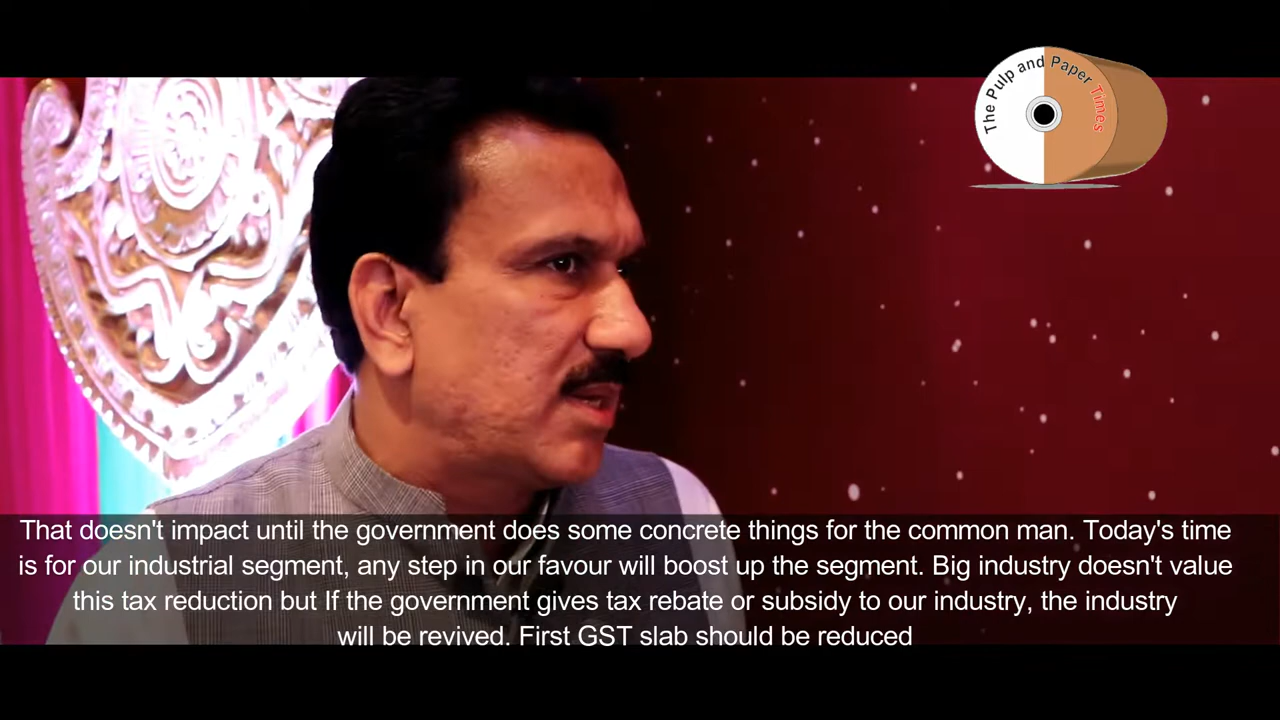 The Pulp and Paper Times
That doesn't impact until the government does some concrete things for the common man. Today's time
is for our industrial segment, any step in our favour will boost up the segment. Big industry doesn't value
this tax reduction but If the government gives tax rebate or subsidy to our industry, the industry
will be revived. First GST slab should be reduced